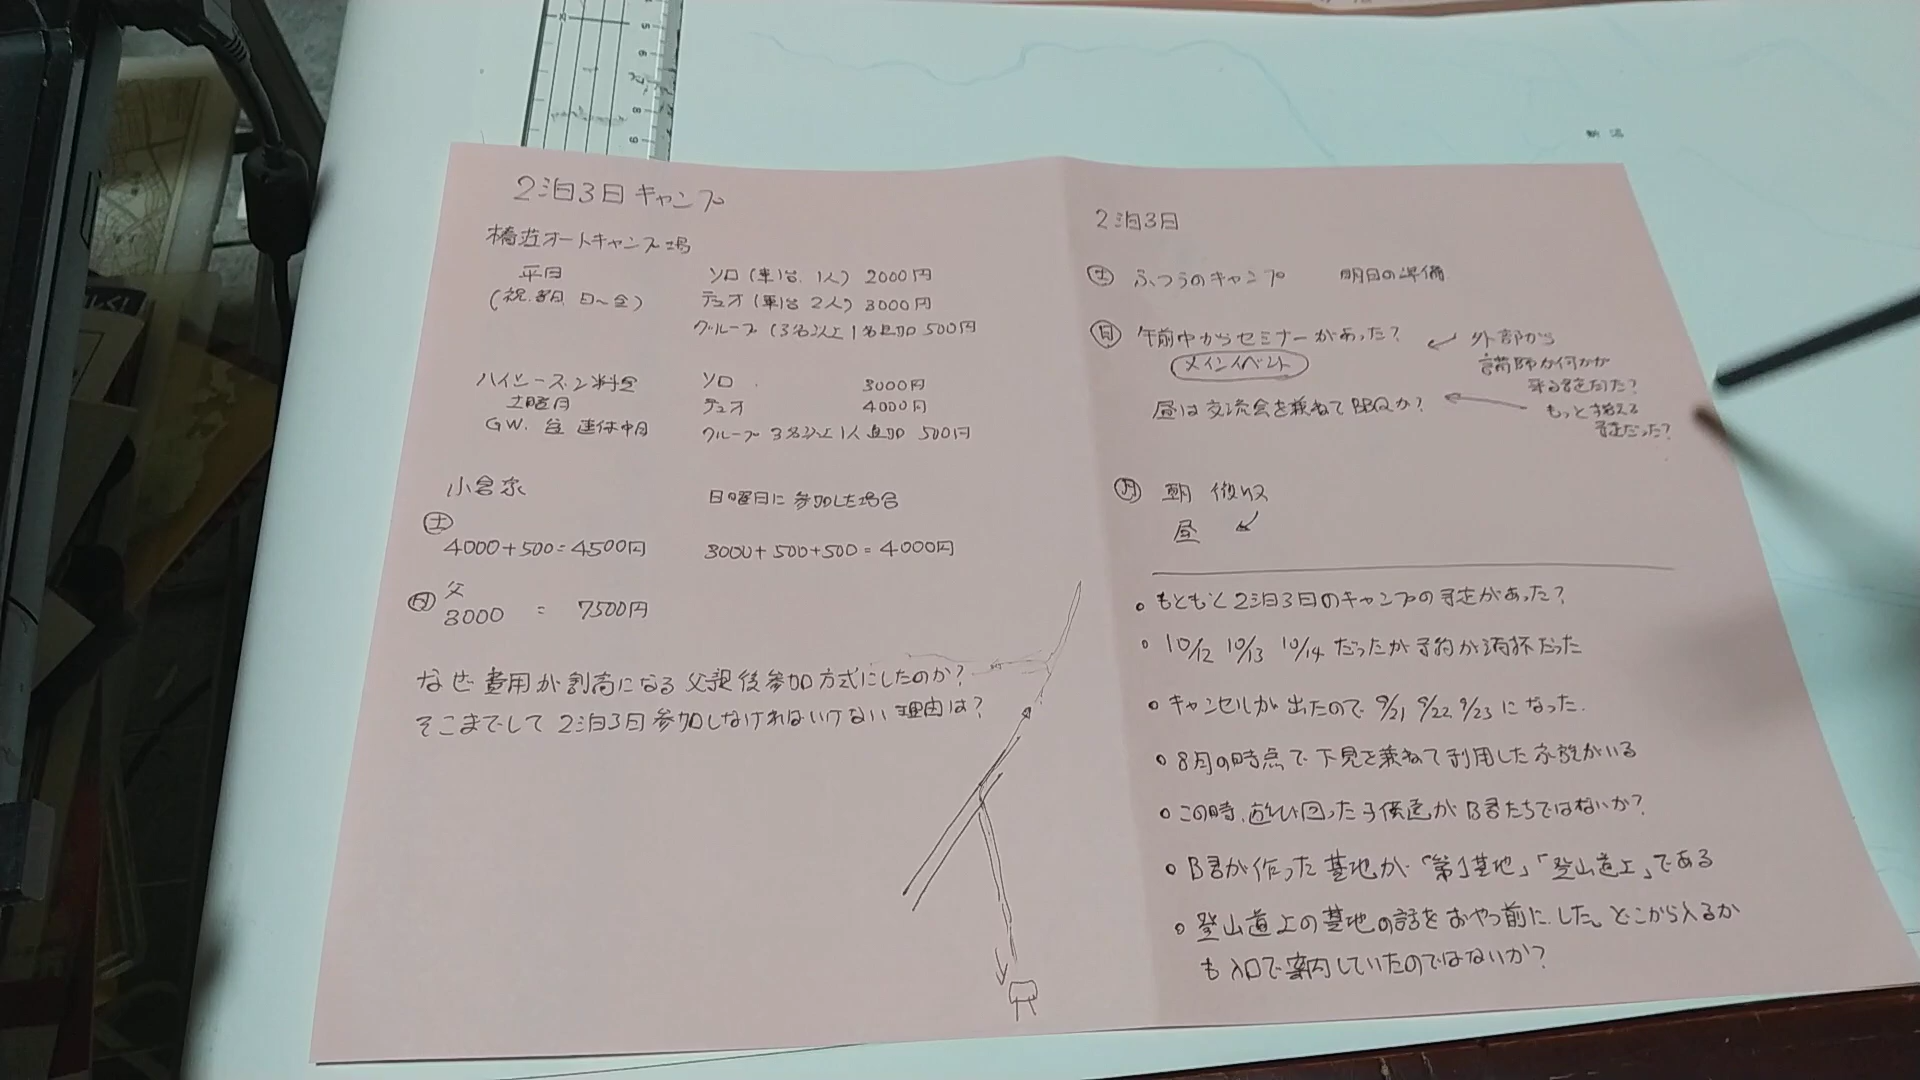 2泊3日キャンプ
椿荘オートキャンプ場
平日
(祝翌日、日〜金)
ソロ (車1台、1人) 2000円
デュオ (車1台 2人) 3000円
グループ (3名以上1名追加 500円
ハイシーズン料金
土曜日
GW、盆 連休中日
ソロ 3000円
デュオ 4000円
グループ 3名以上1人追加 500円
小倉家
日曜日に参加した場合
土
4000+500=4500円
3000+500+500=4000円
日
父
3000 = 7500円
なぜ費用が割高になる父親後参加方式にしたのか?
そこまでして2泊3日参加しなければいけない理由は?
2泊3日
土 ふつうのキャンプ 明日の準備
日 午前中からセミナーがあった?
メインイベント
昼は交流会を兼ねてBBQか?
外部から
講師か何かが
来る予定だった?
もっと増える
予定だった?
月 朝 撤収
昼
・もともと2泊3日のキャンプの予定があった?
・10/12 10/13 10/14 だったが予約が満杯だった
・キャンセルが出たので 9/21 9/22 9/23 になった.
・8月の時点で下見を兼ねて利用した家族がいる
・この時、遊び回った子供達がB君たちではないか?
・B君が作った基地が「第1基地」「登山道上」である
・登山道上の基地の話をおやつ前にした。どこから入るか
も入口で案内していたのではないか?
新沼